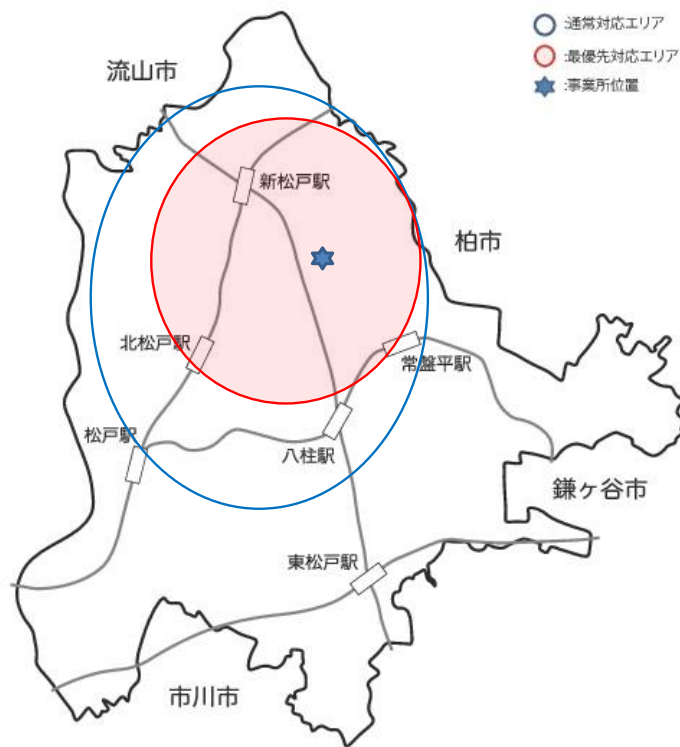 :通常対応エリア
:最優先対応エリア
:事業所位置
流山市
新松戸駅
柏市
北松戸駅
常盤平駅
松戸駅
八柱駅
鎌ヶ谷市
東松戸駅
市川市